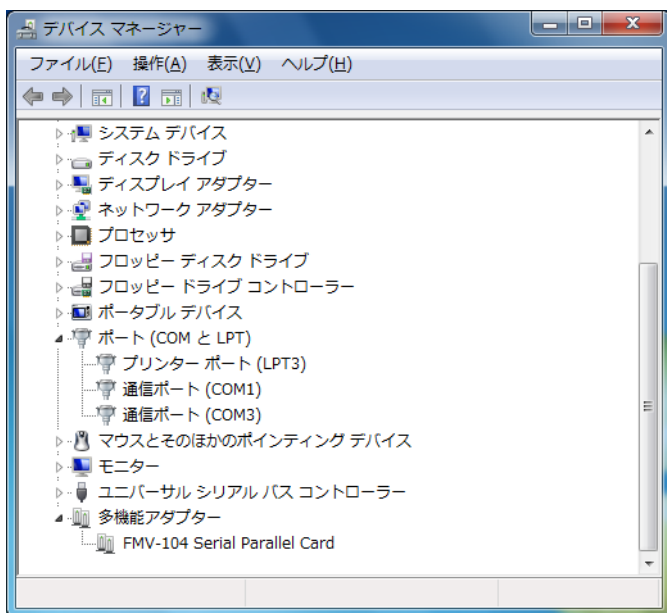 デバイス マネージャー
ファイル(F) 操作(A) 表示(V) ヘルプ(H)
システム デバイス
ディスク ドライブ
ディスプレイ アダプター
ネットワーク アダプター
プロセッサ
フロッピー ディスク ドライブ
フロッピー ドライブ コントローラー
ポータブル デバイス
ポート (COM と LPT)
プリンター ポート (LPT3)
通信ポート (COM1)
通信ポート (COM3)
マウスとそのほかのポインティング デバイス
モニター
ユニバーサル シリアル バス コントローラー
多機能アダプター
FMV-104 Serial Parallel Card